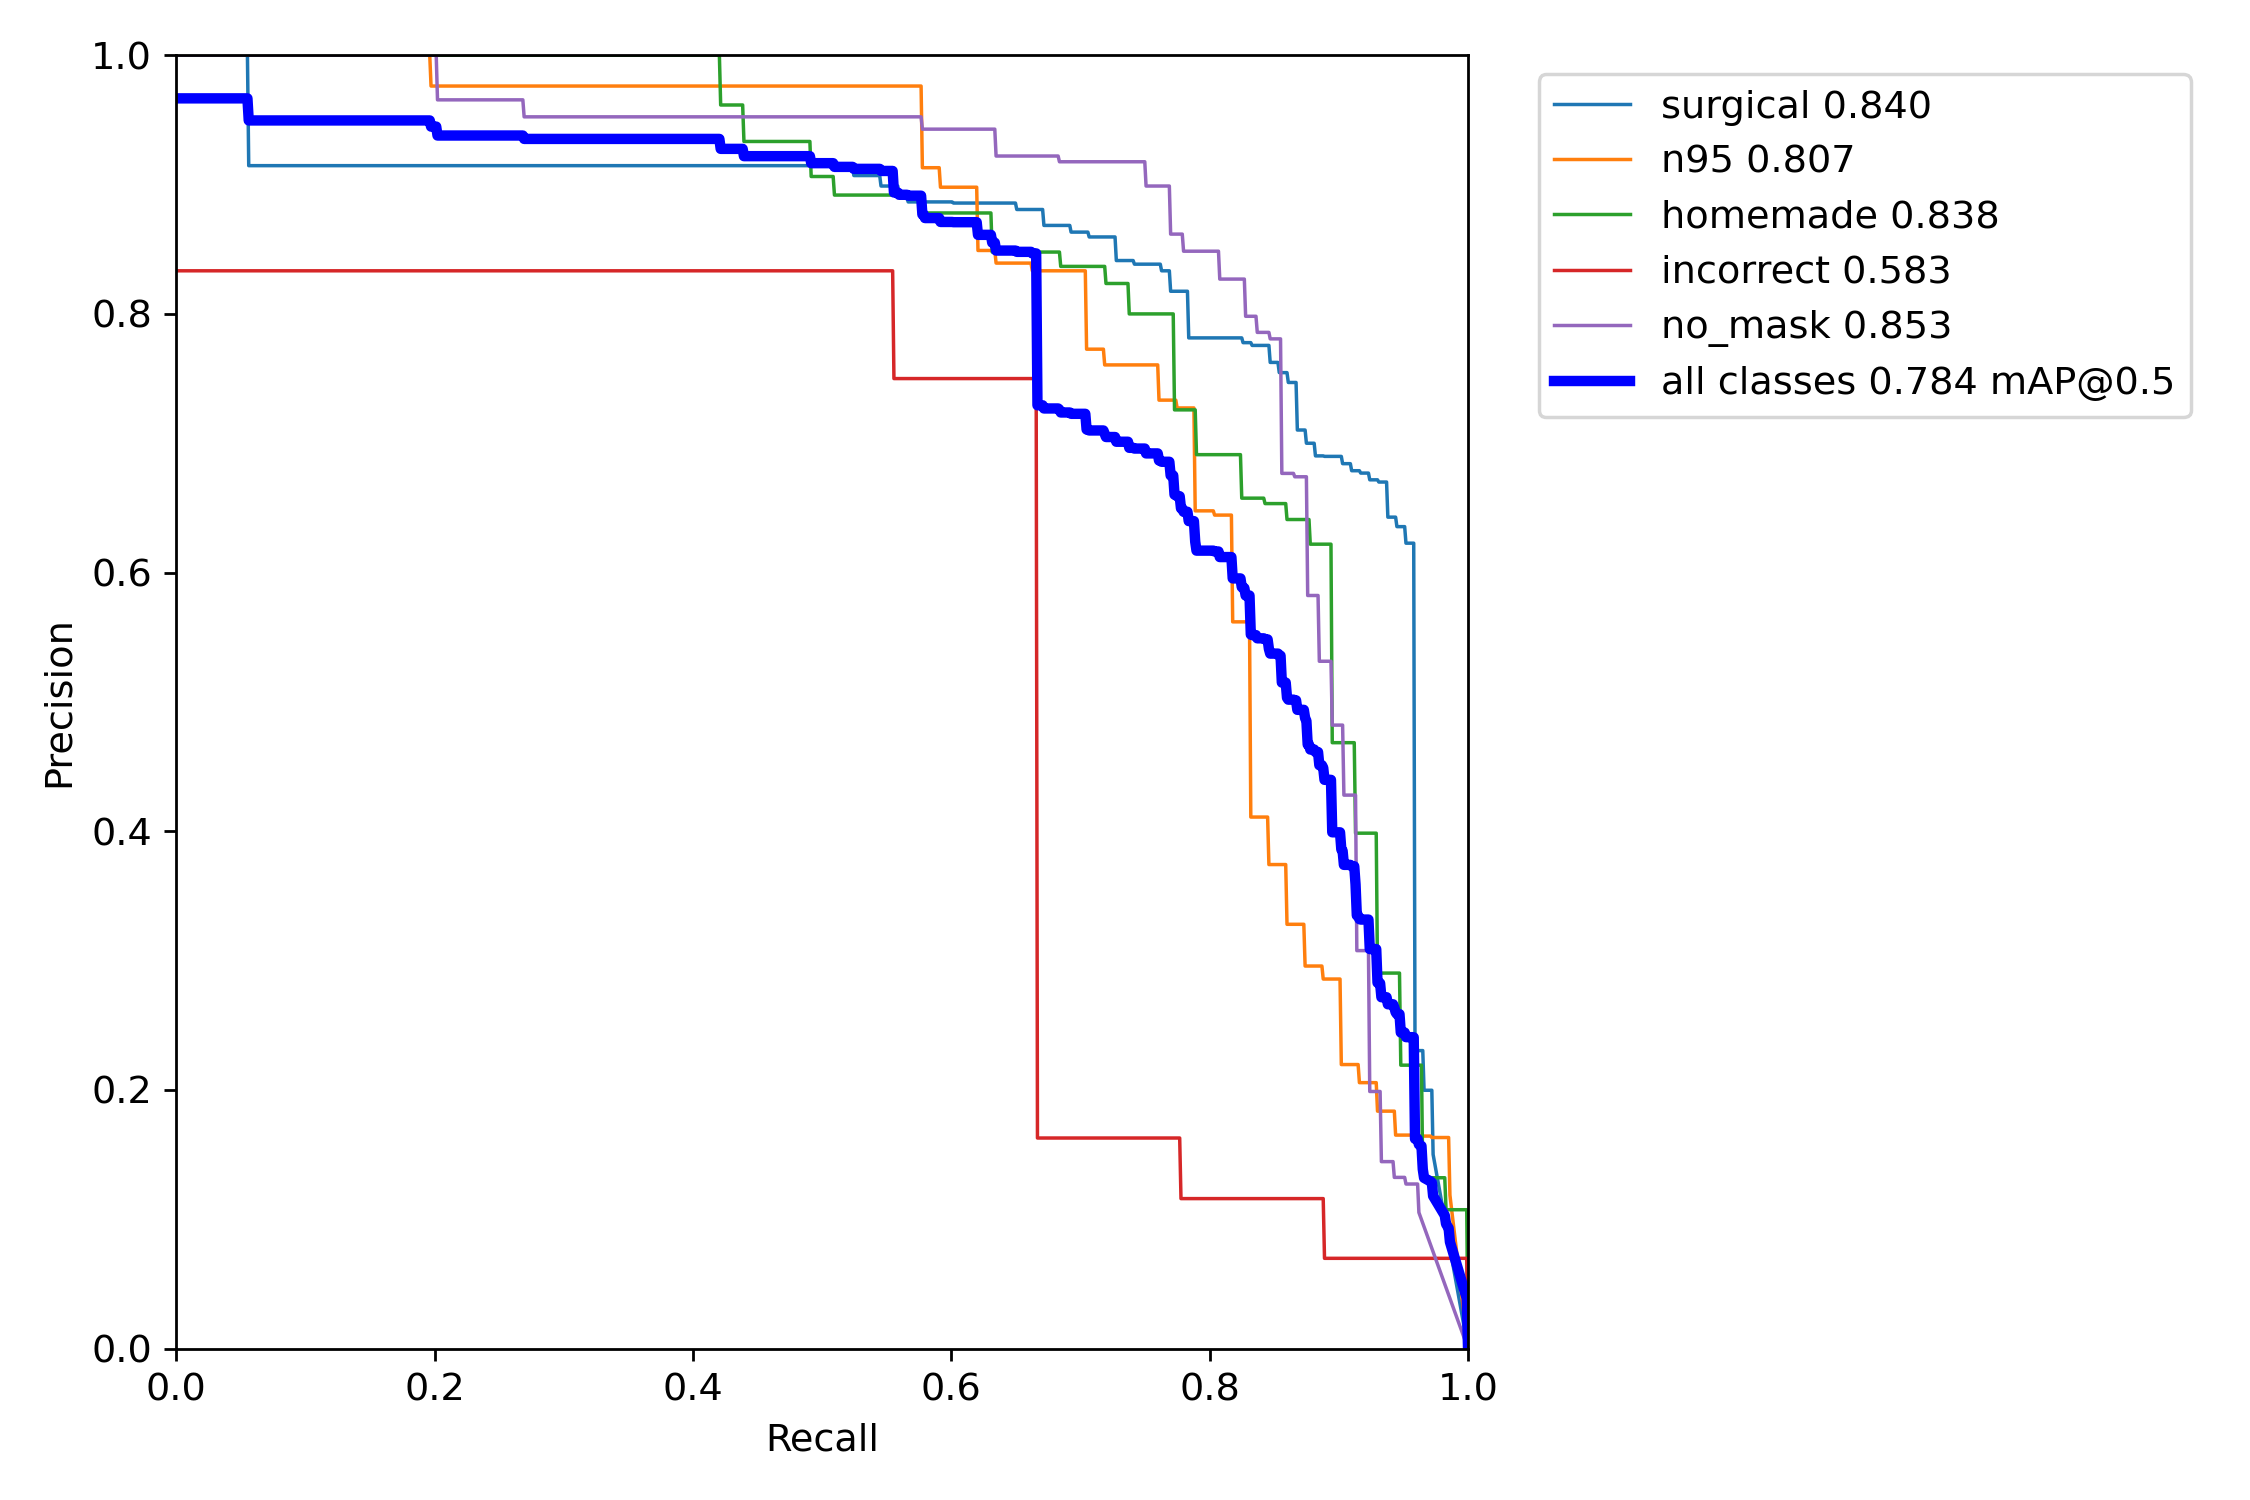 1.0
0.8
0.6
0.4
0.2
0.0
0.0 0.2 0.4 0.6 0.8 1.0
Precision
Recall
surgical 0.840
n95 0.807
homemade 0.838
incorrect 0.583
no_mask 0.853
all classes 0.784 mAP@0.5